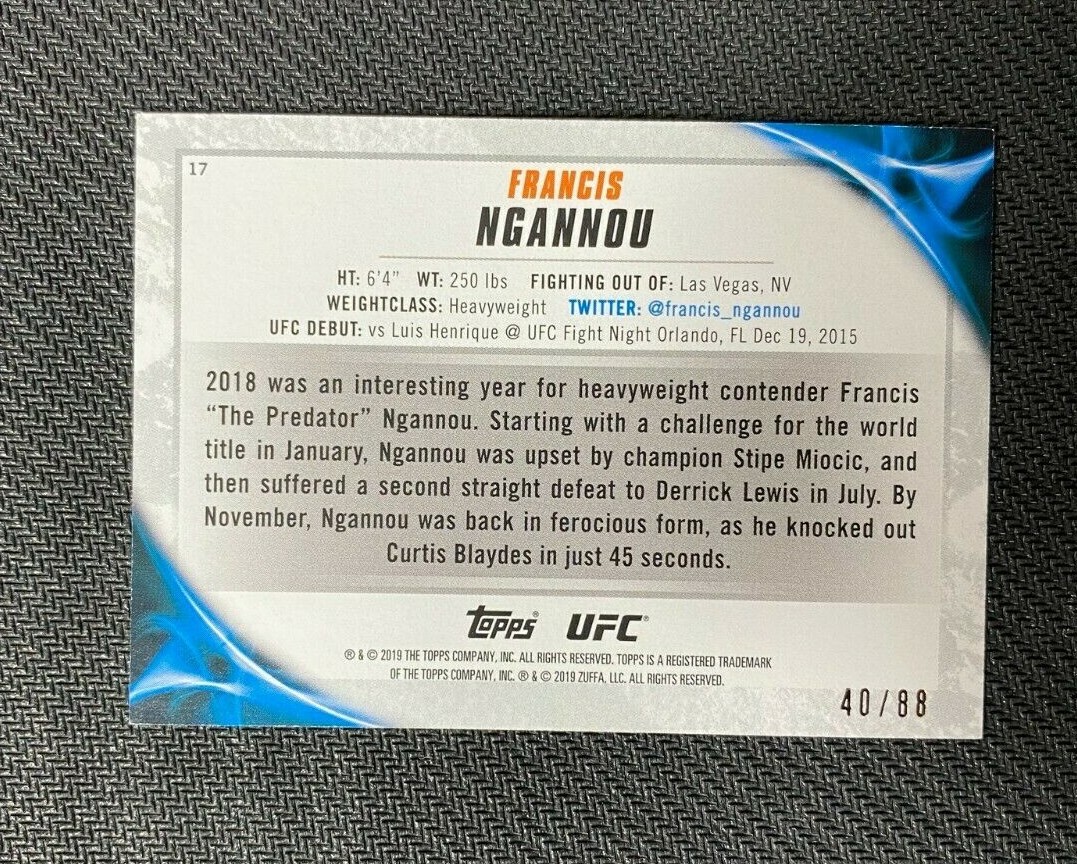 17
FRANCIS
NGANNOU
HT: 6'4" WT: 250 lbs FIGHTING OUT OF: Las Vegas, NV
WEIGHTCLASS: Heavyweight TWITTER: @francis_ngannou
UFC DEBUT: vs Luis Henrique @ UFC Fight Night Orlando, FL Dec 19, 2015
2018 was an interesting year for heavyweight contender Francis
“The Predator” Ngannou. Starting with a challenge for the world
title in January, Ngannou was upset by champion Stipe Miocic, and
then suffered a second straight defeat to Derrick Lewis in July. By
November, Ngannou was back in ferocious form, as he knocked out
Curtis Blaydes in just 45 seconds.
Topps® UFC®
® & © 2019 THE TOPPS COMPANY, INC. ALL RIGHTS RESERVED. TOPPS IS A REGISTERED TRADEMARK
OF THE TOPPS COMPANY, INC. ® & © 2019 ZUFFA, LLC. ALL RIGHTS RESERVED.
40/88